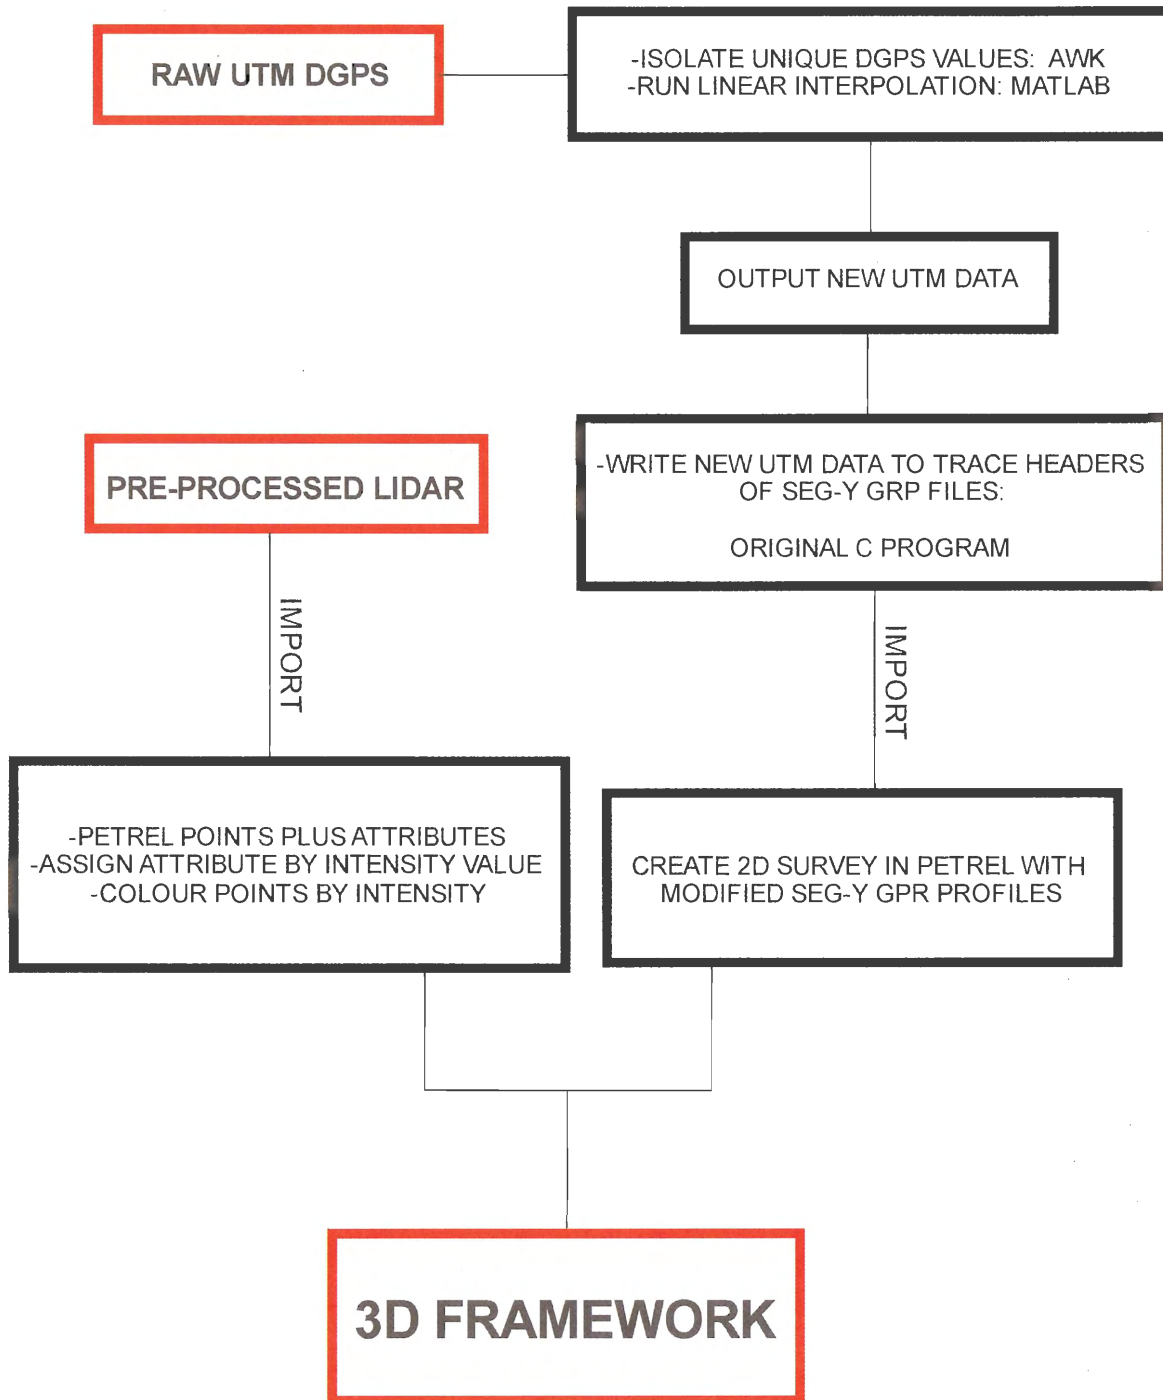 RAW UTM DGPS
-ISOLATE UNIQUE DGPS VALUES: AWK
-RUN LINEAR INTERPOLATION: MATLAB
OUTPUT NEW UTM DATA
PRE-PROCESSED LIDAR
-WRITE NEW UTM DATA TO TRACE HEADERS
OF SEG-Y GRP FILES:
ORIGINAL C PROGRAM
IMPORT
IMPORT
-PETREL POINTS PLUS ATTRIBUTES
-ASSIGN ATTRIBUTE BY INTENSITY VALUE
-COLOUR POINTS BY INTENSITY
CREATE 2D SURVEY IN PETREL WITH
MODIFIED SEG-Y GPR PROFILES
3D FRAMEWORK